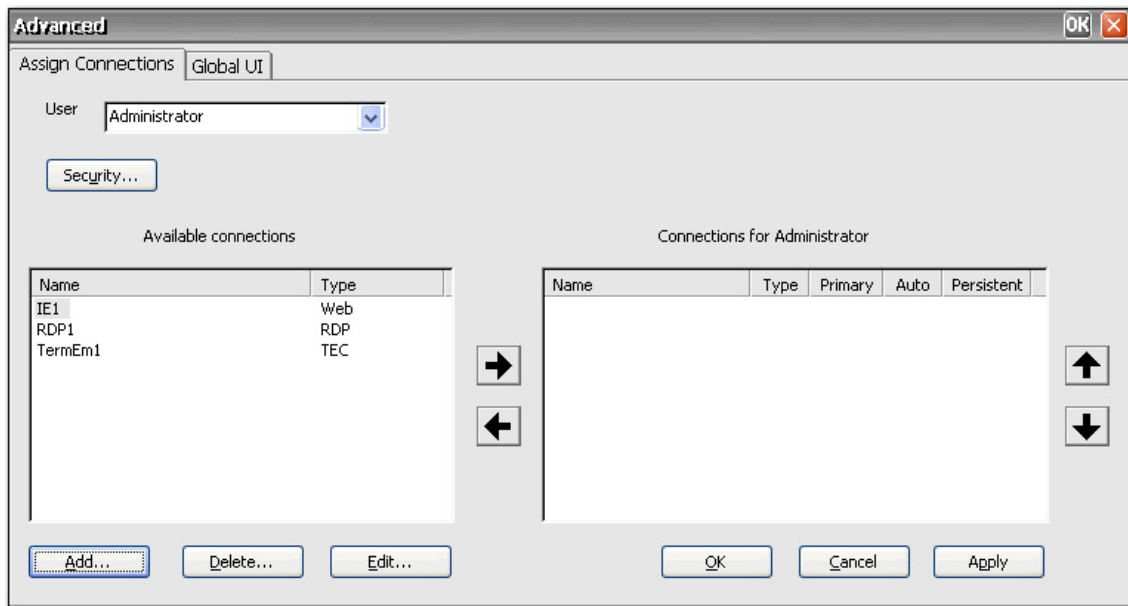 Advanced OK
Assign Connections Global UI
User Administrator
Security...
Available connections Connections for Administrator
Name Type Name Type Primary Auto Persistent
IE1 Web
RDP1 RDP
TermEm1 TEC
Add... Delete... Edit... OK Cancel Apply